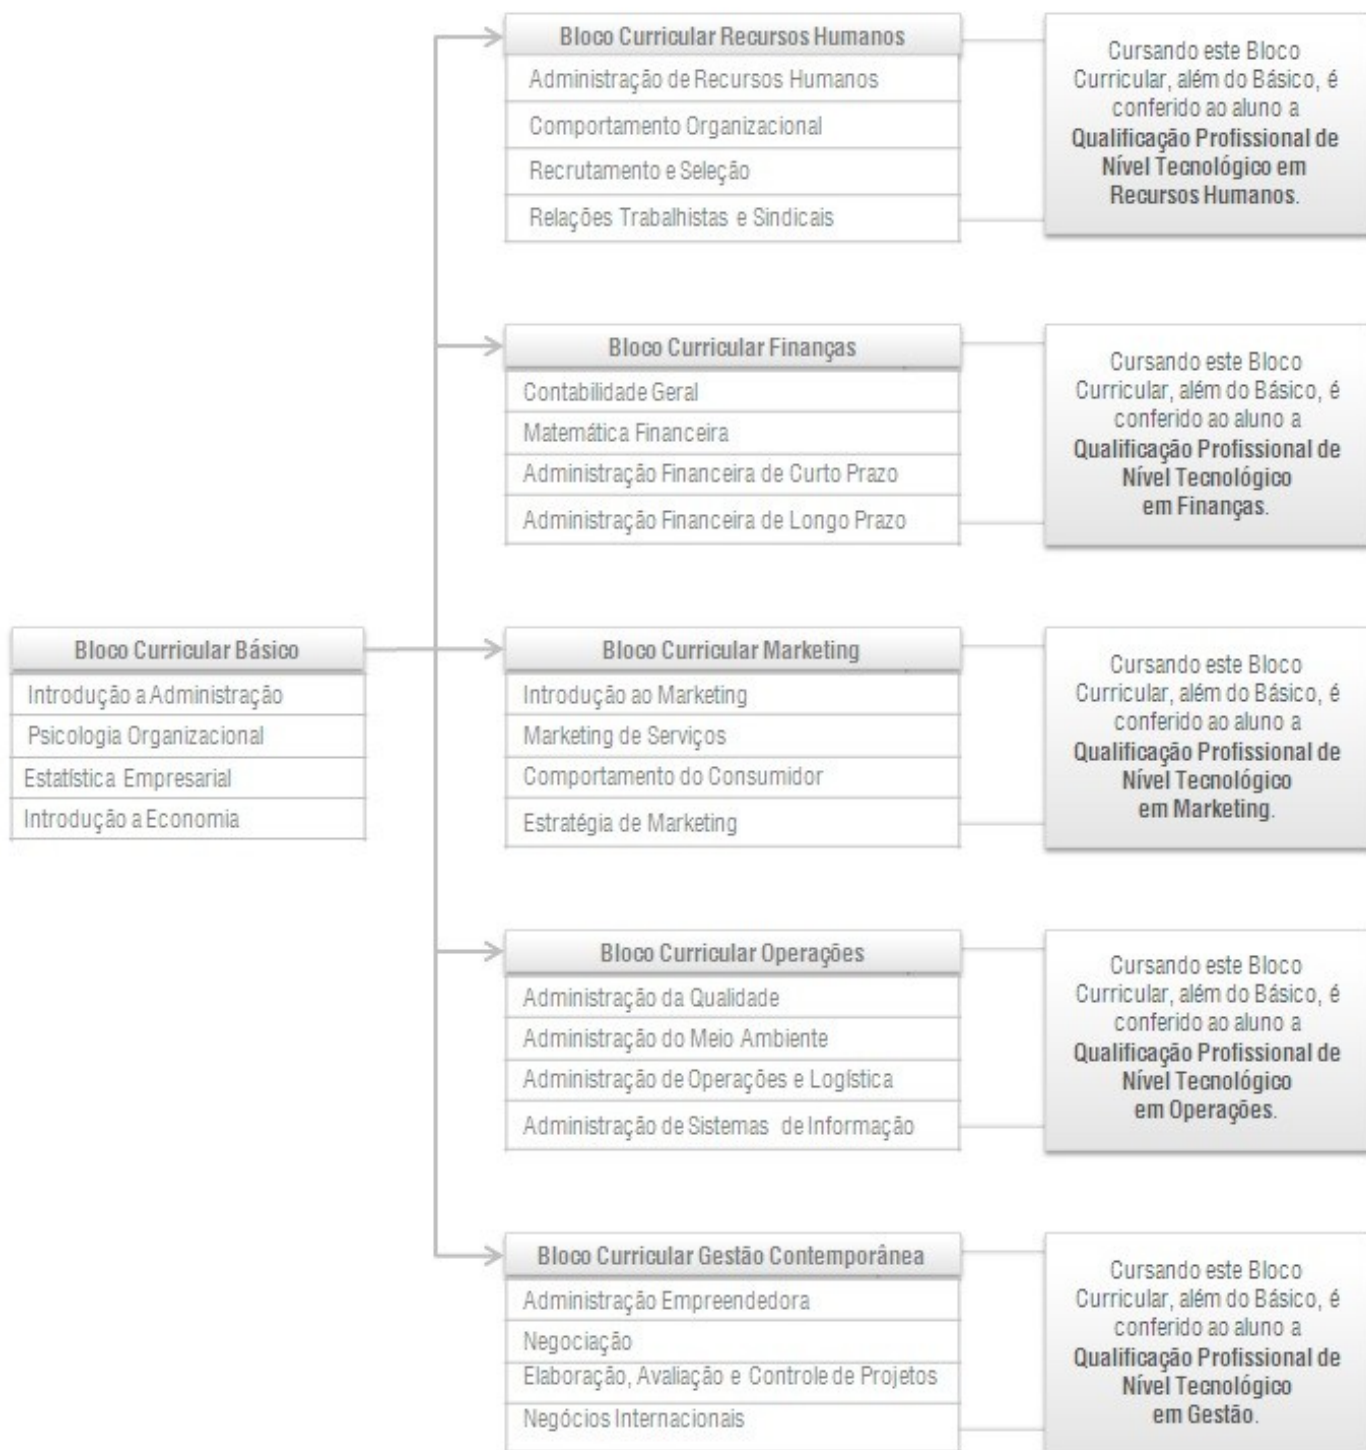 Bloco Curricular Básico
Introdução a Administração
Psicologia Organizacional
Estatística Empresarial
Introdução a Economia
Bloco Curricular Recursos Humanos
Administração de Recursos Humanos
Comportamento Organizacional
Recrutamento e Seleção
Relações Trabalhistas e Sindicais
Cursando este Bloco
Curricular, além do Básico, é
conferido ao aluno a
Qualificação Profissional de
Nível Tecnológico em
Recursos Humanos.
Bloco Curricular Finanças
Contabilidade Geral
Matemática Financeira
Administração Financeira de Curto Prazo
Administração Financeira de Longo Prazo
Cursando este Bloco
Curricular, além do Básico, é
conferido ao aluno a
Qualificação Profissional de
Nível Tecnológico
em Finanças.
Bloco Curricular Marketing
Introdução ao Marketing
Marketing de Serviços
Comportamento do Consumidor
Estratégia de Marketing
Cursando este Bloco
Curricular, além do Básico, é
conferido ao aluno a
Qualificação Profissional de
Nível Tecnológico
em Marketing.
Bloco Curricular Operações
Administração da Qualidade
Administração do Meio Ambiente
Administração de Operações e Logística
Administração de Sistemas de Informação
Cursando este Bloco
Curricular, além do Básico, é
conferido ao aluno a
Qualificação Profissional de
Nível Tecnológico
em Operações.
Bloco Curricular Gestão Contemporânea
Administração Empreendedora
Negociação
Elaboração, Avaliação e Controle de Projetos
Negócios Internacionais
Cursando este Bloco
Curricular, além do Básico, é
conferido ao aluno a
Qualificação Profissional de
Nível Tecnológico
em Gestão.